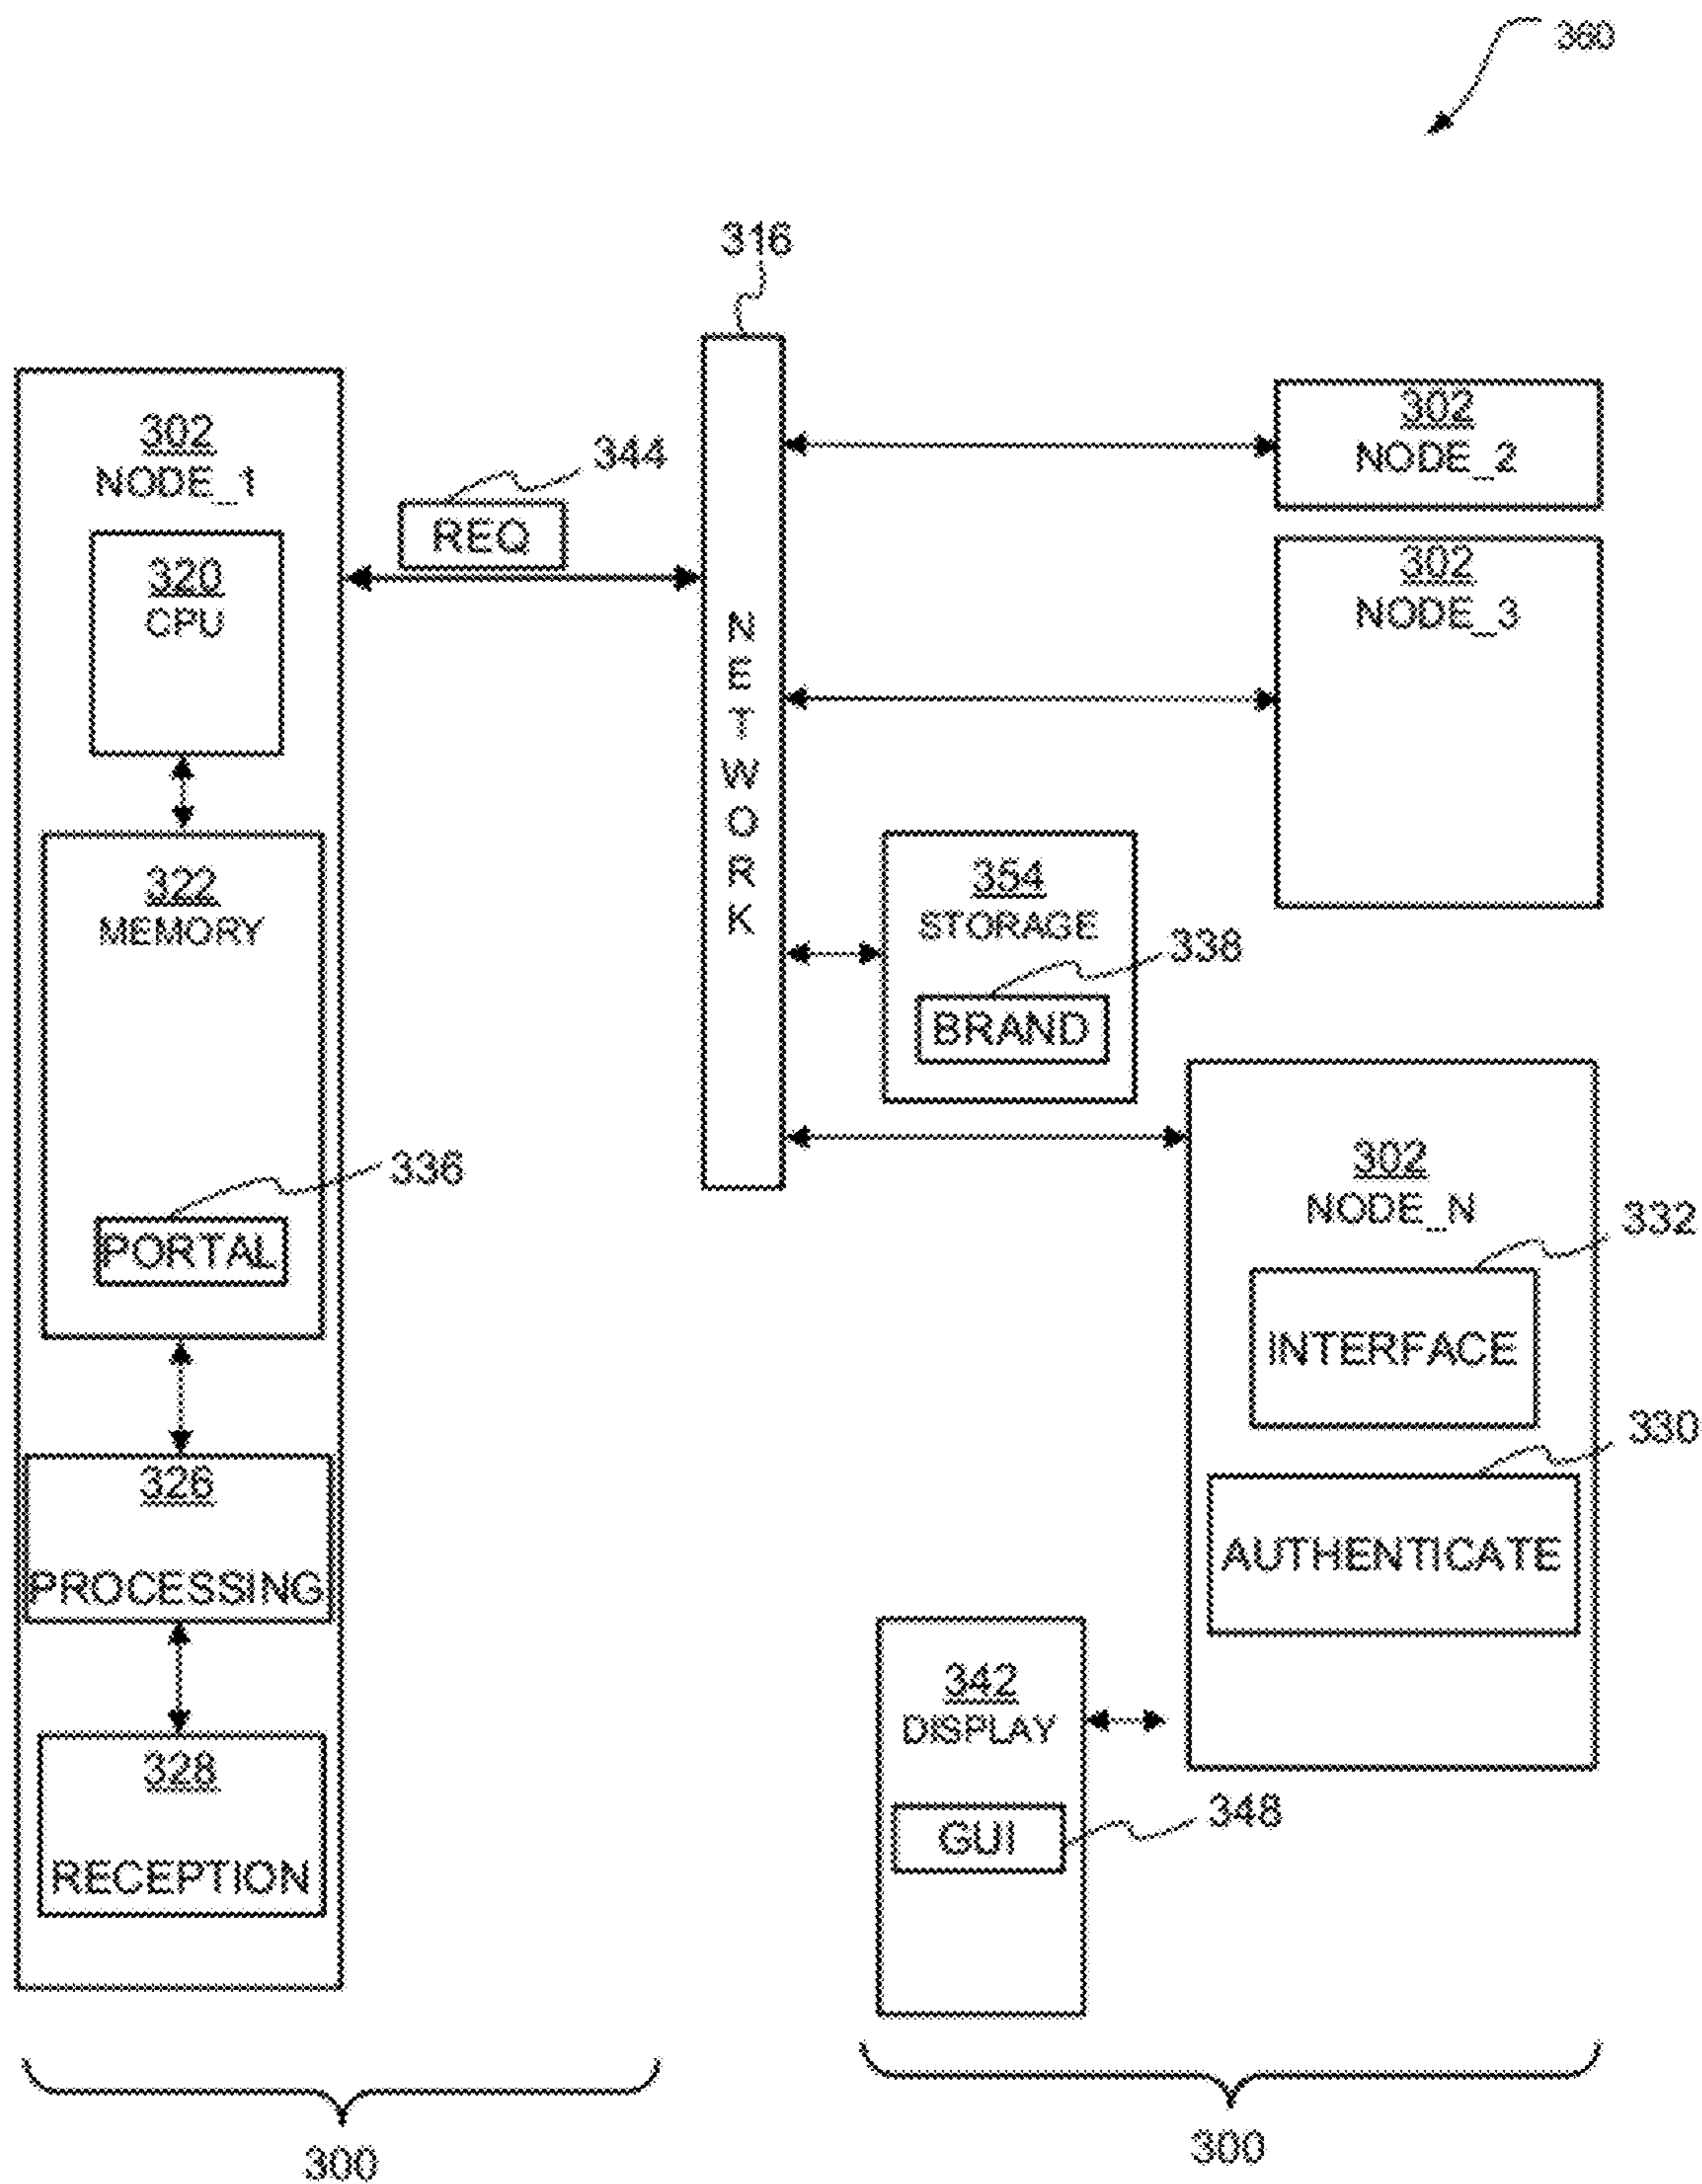 360
316
302
NODE_1
344
REQ
302
NODE_2
320
CPU
302
NODE_3
NETWORK
322
MEMORY
354
STORAGE
338
BRAND
336
PORTAL
302
NODE_N
332
INTERFACE
330
AUTHENTICATE
326
PROCESSING
342
DISPLAY
348
GUI
328
RECEPTION
300
300